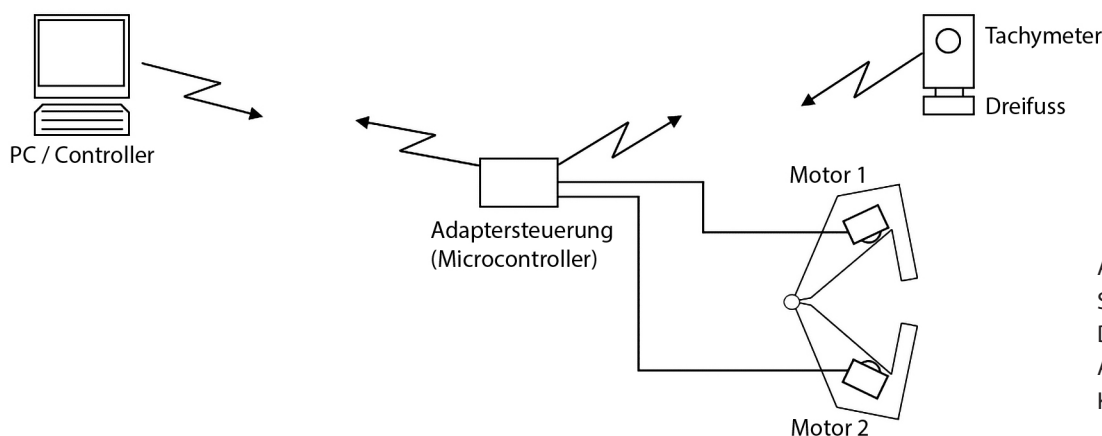 Tachymeter
Dreifuss
PC / Controller
Motor 1
Adaptersteuerung
(Microcontroller)
Motor 2